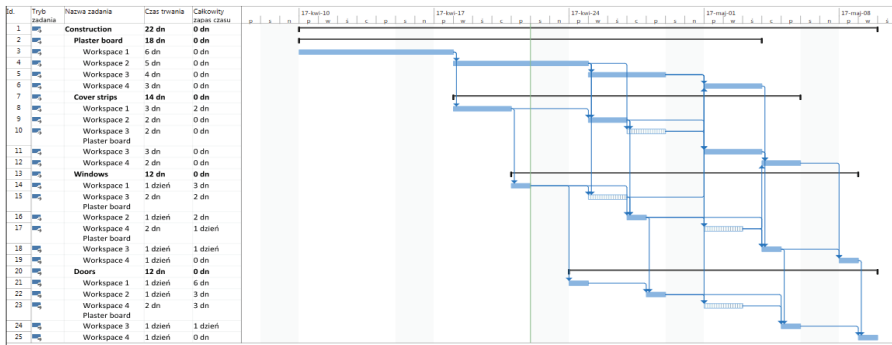 Id. Tryb zadania Nazwa zadania Czas trwania Całkowity zapas czasu
17-kwi-10 17-kwi-17 17-kwi-24 17-maj-01 17-maj-08
p s n w ś c p s n p w ś c p s n p w ś c p s n p w ś c p s n p w
1 Construction 22 dn 0 dn
2 Plaster board 18 dn 0 dn
3 Workspace 1 6 dn 0 dn
4 Workspace 2 5 dn 0 dn
5 Workspace 3 4 dn 0 dn
6 Workspace 4 3 dn 0 dn
7 Cover strips 14 dn 0 dn
8 Workspace 1 3 dn 2 dn
9 Workspace 2 2 dn 0 dn
10 Workspace 3 2 dn 0 dn
Plaster board
11 Workspace 3 3 dn 0 dn
12 Workspace 4 2 dn 0 dn
13 Windows 12 dn 0 dn
14 Workspace 1 1 dzień 3 dn
15 Workspace 3 2 dn 2 dn
Plaster board
16 Workspace 2 1 dzień 2 dn
17 Workspace 4 2 dn 1 dzień
Plaster board
18 Workspace 3 1 dzień 1 dzień
19 Workspace 4 1 dzień 0 dn
20 Doors 12 dn 0 dn
21 Workspace 1 1 dzień 6 dn
22 Workspace 2 1 dzień 3 dn
23 Workspace 4 2 dn 3 dn
Plaster board
24 Workspace 3 1 dzień 1 dzień
25 Workspace 4 1 dzień 0 dn